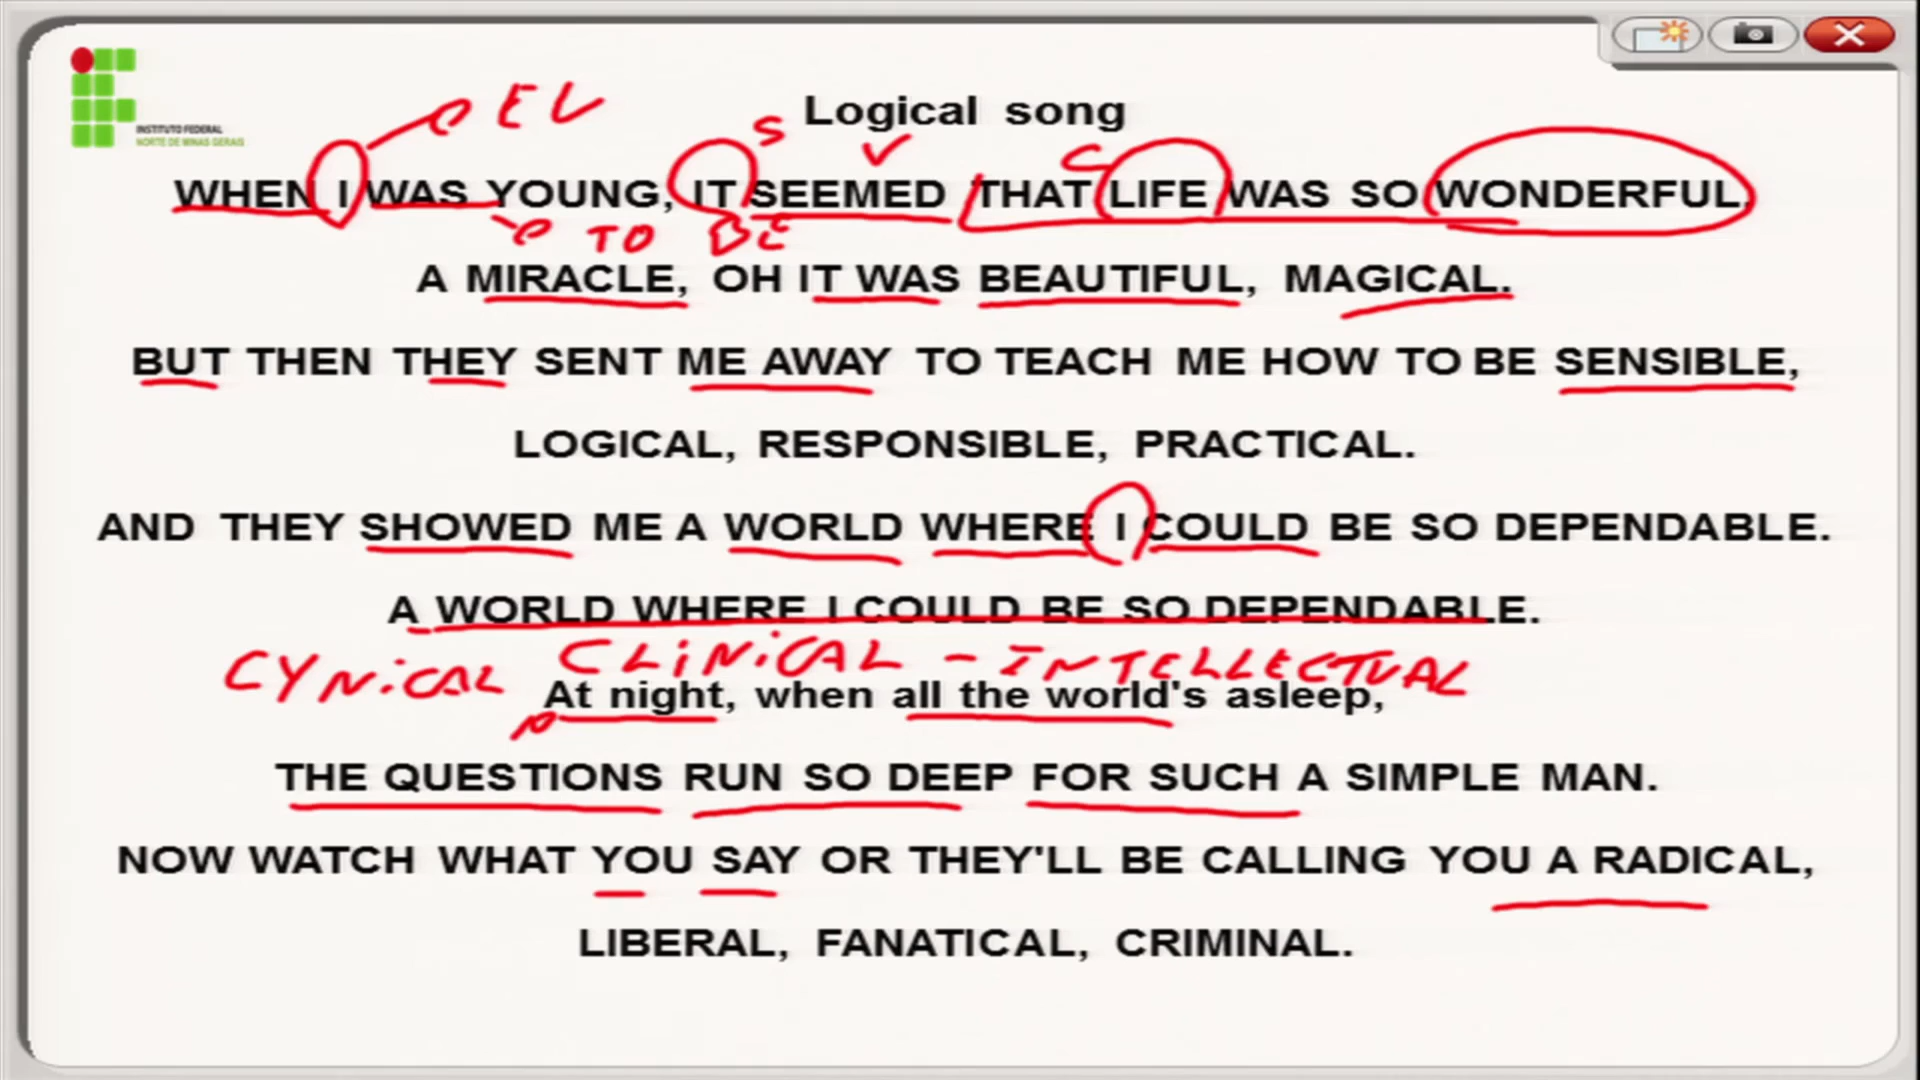 INSTITUTO FEDERAL
NORTE DE MINAS GERAIS
Logical song
EU
S
V
C
WHEN I WAS YOUNG, IT SEEMED THAT LIFE WAS SO WONDERFUL,
TO BE
A MIRACLE, OH IT WAS BEAUTIFUL, MAGICAL.
BUT THEN THEY SENT ME AWAY TO TEACH ME HOW TO BE SENSIBLE,
LOGICAL, RESPONSIBLE, PRACTICAL.
AND THEY SHOWED ME A WORLD WHERE I COULD BE SO DEPENDABLE.
A WORLD WHERE I COULD BE SO DEPENDABLE.
CYNICAL CLINICAL - INTELLECTUAL
At night, when all the world's asleep,
THE QUESTIONS RUN SO DEEP FOR SUCH A SIMPLE MAN.
NOW WATCH WHAT YOU SAY OR THEY'LL BE CALLING YOU A RADICAL,
LIBERAL, FANATICAL, CRIMINAL.